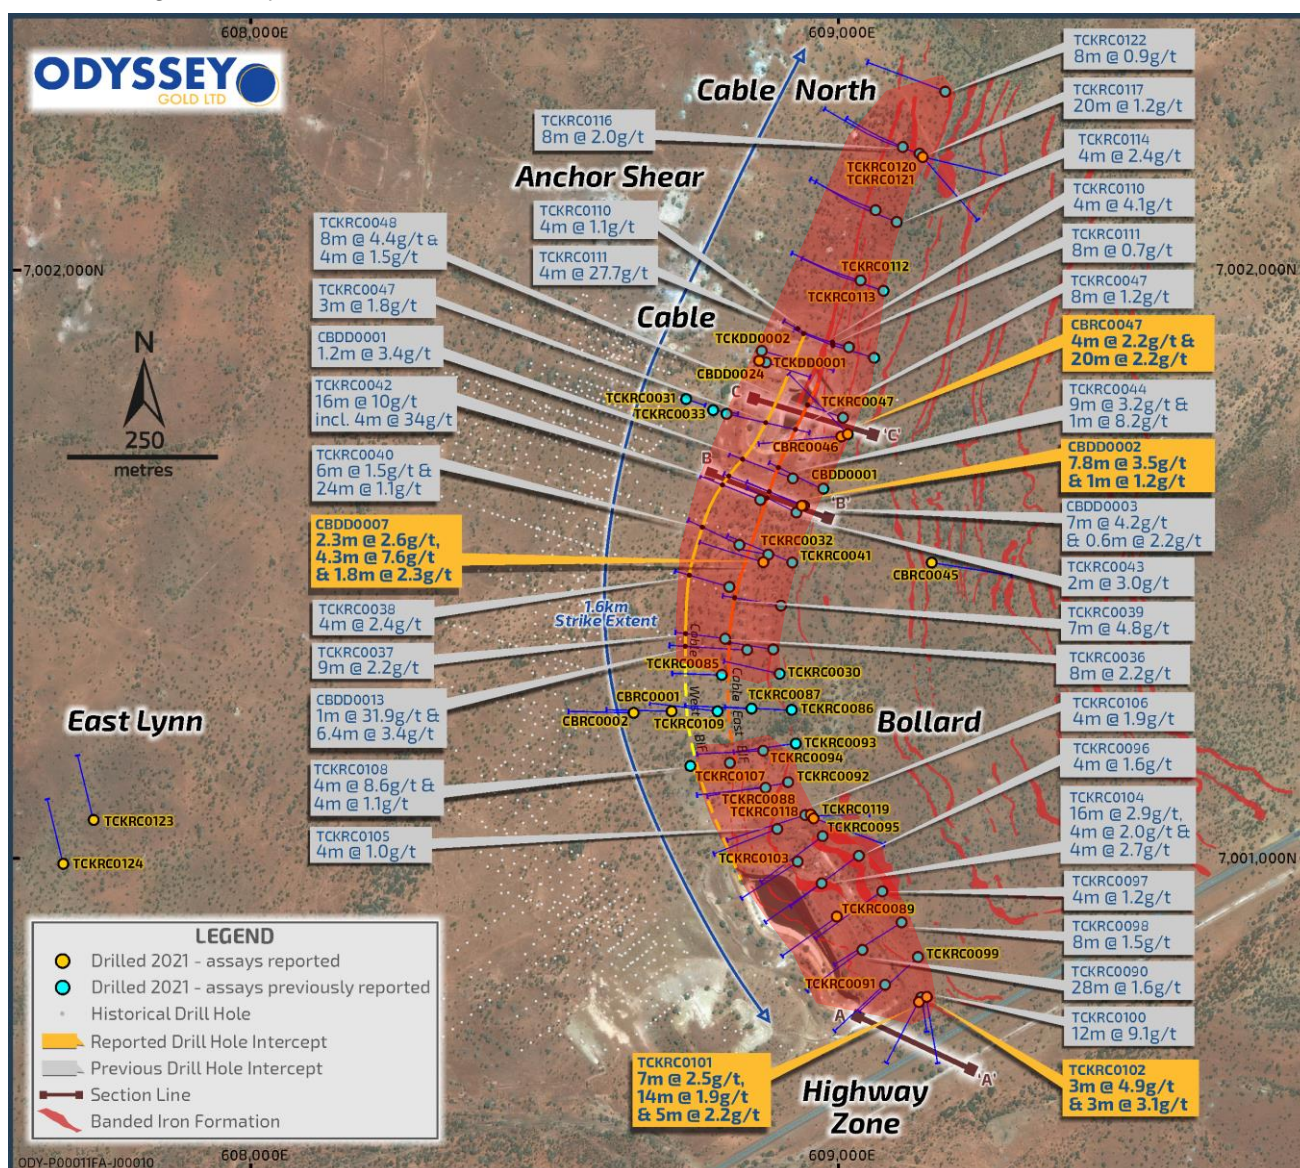 608,000E
609,000E
ODYSSEY
GOLD LTD
Cable North
TCKRC0122
8m @ 0.9g/t
TCKRC0117
20m @ 1.2g/t
TCKRC0116
8m @ 2.0g/t
TCKRC0114
4m @ 2.4g/t
TCKRC0120
TCKRC0121
Anchor Shear
TCKRC0110
4m @ 4.1g/t
TCKRC0110
4m @ 1.1g/t
TCKRC0111
8m @ 0.7g/t
TCKRC0048
8m @ 4.4g/t &
4m @ 1.5g/t
TCKRC0111
4m @ 27.7g/t
TCKRC0112
TCKRC0113
7,002,000N
7,002,000N
TCKRC0047
8m @ 1.2g/t
TCKRC0047
3m @ 1.8g/t
Cable
CBRC0047
4m @ 2.2g/t &
20m @ 2.2g/t
N
250
metres
CBDD0001
1.2m @ 3.4g/t
TCKDD0002
TCKDD0001
CBDD0024
TCKRC0042
16m @ 10g/t
incl. 4m @ 34g/t
TCKRC0031
TCKRC0033
C
'C'
TCKRC0047
CBRC0046
TCKRC0044
9m @ 3.2g/t &
1m @ 8.2g/t
TCKRC0040
6m @ 1.5g/t &
24m @ 1.1g/t
B
'B'
CBDD0001
CBDD0002
7.8m @ 3.5g/t
& 1m @ 1.2g/t
CBDD0003
7m @ 4.2g/t
& 0.6m @ 2.2g/t
CBDD0007
2.3m @ 2.6g/t,
4.3m @ 7.6g/t
& 1.8m @ 2.3g/t
TCKRC0032
TCKRC0041
CBRC0045
TCKRC0043
2m @ 3.0g/t
TCKRC0038
4m @ 2.4g/t
1.6km
Strike Extent
TCKRC0039
7m @ 4.8g/t
TCKRC0037
9m @ 2.2g/t
TCKRC0036
8m @ 2.2g/t
Cable West BIF
Cable East BIF
TCKRC0085
TCKRC0030
CBDD0013
1m @ 31.9g/t &
6.4m @ 3.4g/t
CBRC0001
CBRC0002
TCKRC0109
TCKRC0087
TCKRC0086
East Lynn
Bollard
TCKRC0106
4m @ 1.9g/t
TCKRC0093
TCKRC0094
TCKRC0096
4m @ 1.6g/t
TCKRC0108
4m @ 8.6g/t &
4m @ 1.1g/t
TCKRC0107
TCKRC0092
TCKRC0088
TCKRC0118
TCKRC0119
TCKRC0095
TCKRC0104
16m @ 2.9g/t,
4m @ 2.0g/t &
4m @ 2.7g/t
TCKRC0123
TCKRC0124
TCKRC0105
4m @ 1.0g/t
TCKRC0103
7,001,000N
TCKRC0097
4m @ 1.2g/t
TCKRC0089
TCKRC0098
8m @ 1.5g/t
TCKRC0099
TCKRC0090
28m @ 1.6g/t
TCKRC0091
TCKRC0100
12m @ 9.1g/t
A
'A'
TCKRC0101
7m @ 2.5g/t,
14m @ 1.9g/t
& 5m @ 2.2g/t
TCKRC0102
3m @ 4.9g/t
& 3m @ 3.1g/t
Highway
Zone
LEGEND
Drilled 2021 - assays reported
Drilled 2021 - assays previously reported
Historical Drill Hole
Reported Drill Hole Intercept
Previous Drill Hole Intercept
Section Line
Banded Iron Formation
ODY-P00011FA-J00010
608,000E
609,000E